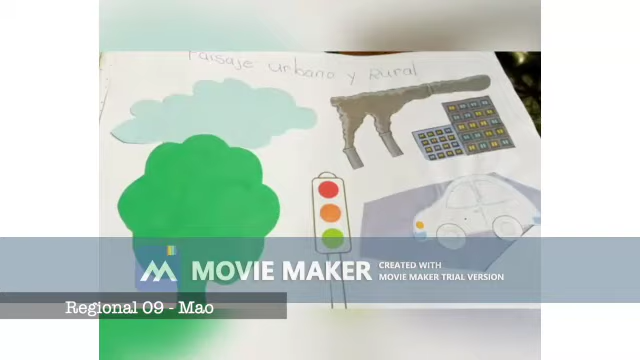 Paisaje Urbano y Rural
MOVIE MAKER
CREATED WITH
MOVIE MAKER TRIAL VERSION
Regional 09 - Mao